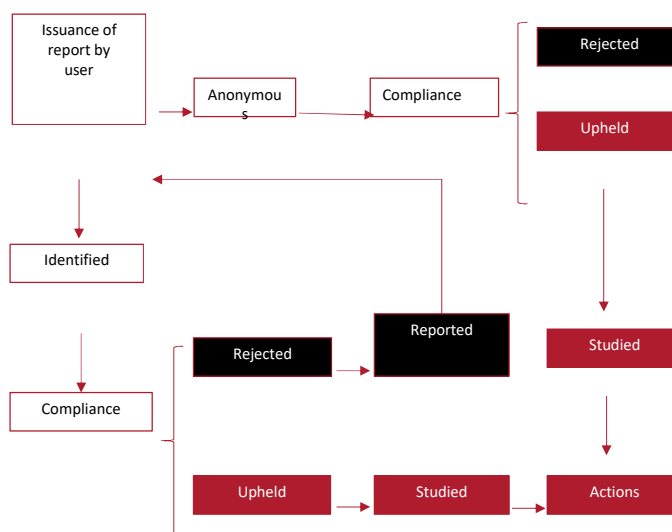 Issuance of
report by
user
Anonymou
s
Compliance
Rejected
Upheld
Identified
Reported
Rejected
Studied
Compliance
Upheld
Studied
Actions